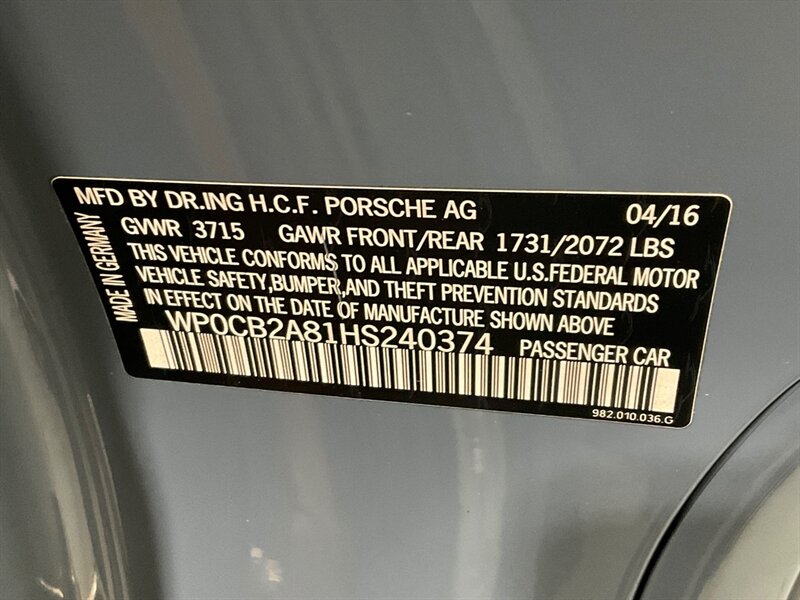 MFD BY DR.ING H.C.F. PORSCHE AG 04/16
GVWR 3715 GAWR FRONT/REAR 1731/2072 LBS
THIS VEHICLE CONFORMS TO ALL APPLICABLE U.S.FEDERAL MOTOR
VEHICLE SAFETY,BUMPER,AND THEFT PREVENTION STANDARDS
IN EFFECT ON THE DATE OF MANUFACTURE SHOWN ABOVE
WP0CB2A81HS240374 PASSENGER CAR
982.010.036.G
MADE IN GERMANY